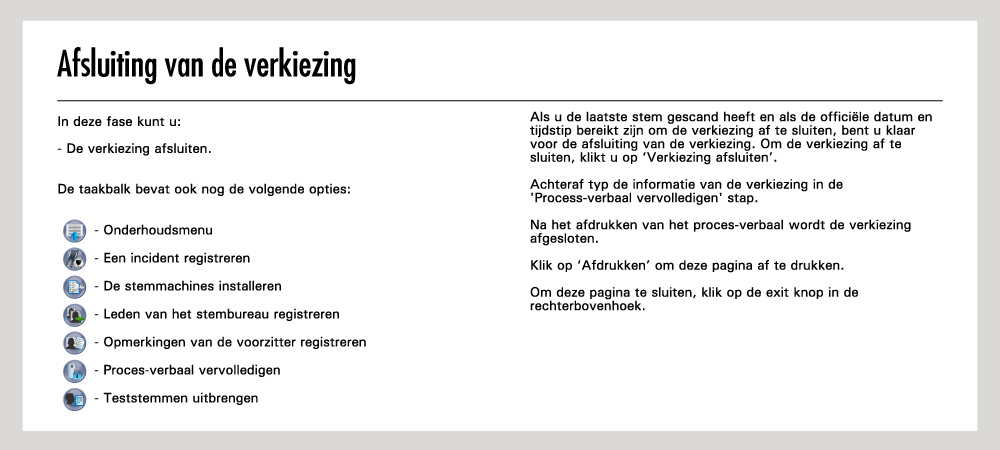 Afsluiting van de verkiezing
In deze fase kunt u:
- De verkiezing afsluiten.
De taakbalk bevat ook nog de volgende opties:
- Onderhoudsmenu
- Een incident registreren
- De stemmachines installeren
- Leden van het stembureau registreren
- Opmerkingen van de voorzitter registreren
- Proces-verbaal vervolledigen
- Teststemmen uitbrengen
Als u de laatste stem gescand heeft en als de officiële datum en
tijdstip bereikt zijn om de verkiezing af te sluiten, bent u klaar
voor de afsluiting van de verkiezing. Om de verkiezing af te
sluiten, klikt u op ‘Verkiezing afsluiten’.
Achteraf typ de informatie van de verkiezing in de
'Process-verbaal vervolledigen' stap.
Na het afdrukken van het proces-verbaal wordt de verkiezing
afgesloten.
Klik op ‘Afdrukken’ om deze pagina af te drukken.
Om deze pagina te sluiten, klik op de exit knop in de
rechterbovenhoek.